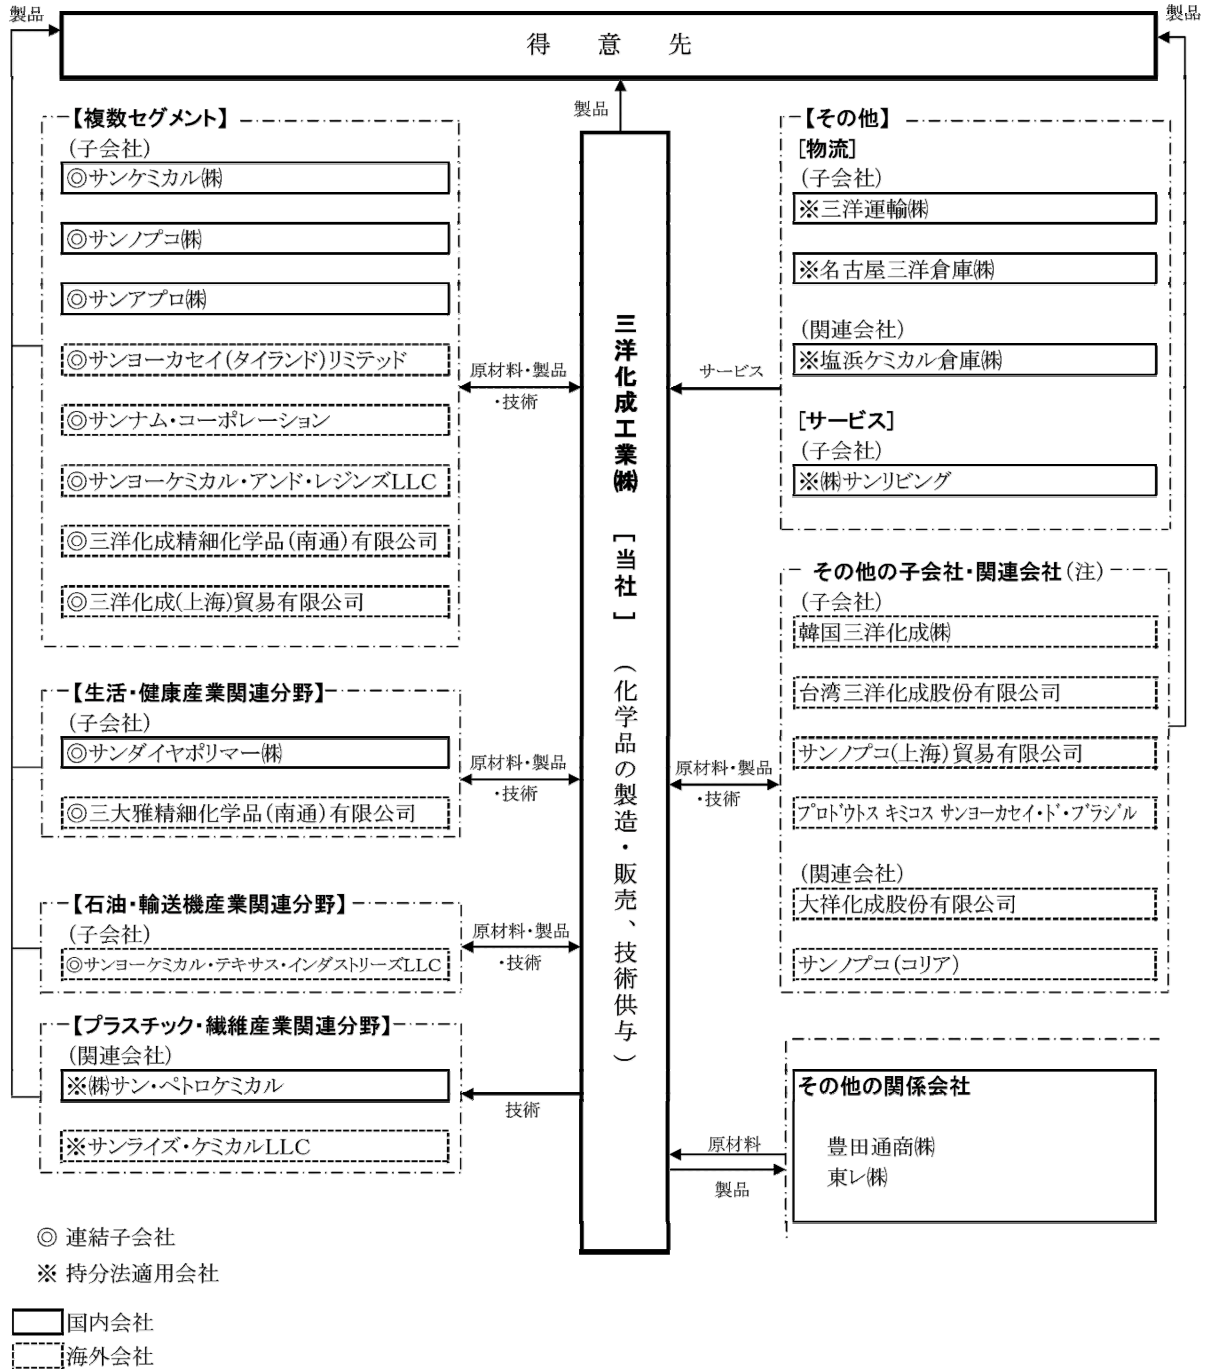 製品
製品
得意先
製品
【複数セグメント】
(子会社)
◎サンケミカル㈱
◎サンノプコ㈱
◎サンアプロ㈱
◎サンヨーカセイ(タイランド)リミテッド
◎サンナム・コーポレーション
◎サンヨーケミカル・アンド・レジンズLLC
◎三洋化成精細化学品(南通)有限公司
◎三洋化成(上海)貿易有限公司
原材料・製品
・技術
【生活・健康産業関連分野】
(子会社)
◎サンダイヤポリマー㈱
◎三大雅精細化学品(南通)有限公司
原材料・製品
・技術
【石油・輸送機産業関連分野】
(子会社)
◎サンヨーケミカル・テキサス・インダストリーズLLC
原材料・製品
・技術
【プラスチック・繊維産業関連分野】
(関連会社)
※㈱サン・ペトロケミカル
※サンライズ・ケミカルLLC
技術
三洋化成工業㈱ [当社] (化学品の製造・販売、技術供与)
【その他】
[物流]
(子会社)
※三洋運輸㈱
※名古屋三洋倉庫㈱
(関連会社)
※塩浜ケミカル倉庫㈱
[サービス]
(子会社)
※㈱サンリビング
サービス
その他の子会社・関連会社(注)
(子会社)
韓国三洋化成㈱
台湾三洋化成股份有限公司
サンノプコ(上海)貿易有限公司
プロドウトス キミコス サンヨーカセイ・ド・ブラジル
(関連会社)
大祥化成股份有限公司
サンノプコ(コリア)
原材料・製品
・技術
その他の関係会社
豊田通商㈱
東レ㈱
原材料
製品
◎ 連結子会社
※ 持分法適用会社
国内会社
海外会社